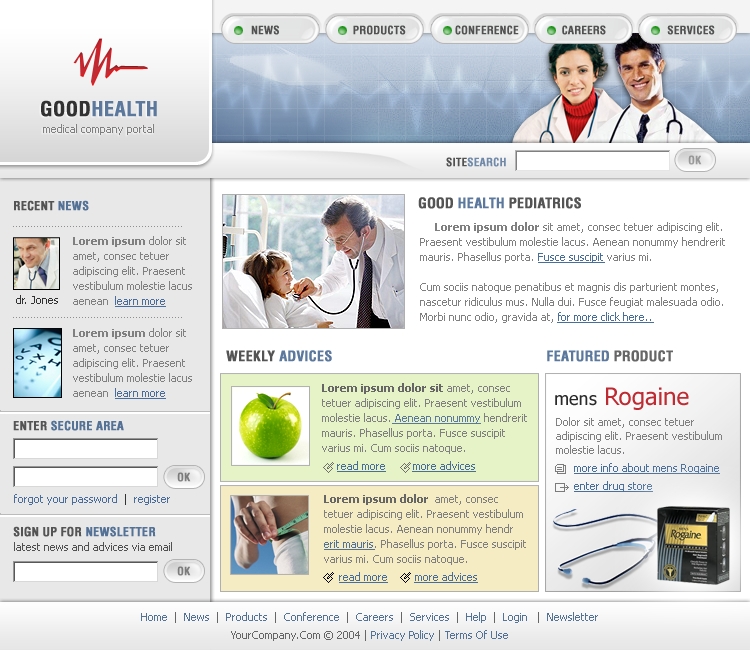 NEWS
PRODUCTS
CONFERENCE
CAREERS
SERVICES
GOODHEALTH
medical company portal
SITESEARCH
OK
RECENT NEWS
Lorem ipsum dolor sit
amet, consec tetuer
adipiscing elit. Praesent
vestibulum molestie lacus
aenean learn more
dr. Jones
Lorem ipsum dolor sit
amet, consec tetuer
adipiscing elit. Praesent
vestibulum molestie lacus
aenean learn more
ENTER SECURE AREA
OK
forgot your password | register
SIGN UP FOR NEWSLETTER
latest news and advices via email
OK
GOOD HEALTH PEDIATRICS
Lorem ipsum dolor sit amet, consec tetuer adipiscing elit.
Praesent vestibulum molestie lacus. Aenean nonummy hendrerit
mauris. Phasellus porta. Fusce suscipit varius mi.
Cum sociis natoque penatibus et magnis dis parturient montes,
nascetur ridiculus mus. Nulla dui. Fusce feugiat malesuada odio.
Morbi nunc odio, gravida at, for more click here..
WEEKLY ADVICES
Lorem ipsum dolor sit amet, consec
tetuer adipiscing elit. Praesent vestibulum
molestie lacus. Aenean nonummy hendrerit
mauris. Phasellus porta. Fusce suscipit
varius mi. Cum sociis natoque.
read more more advices
Lorem ipsum dolor amet, consec
tetuer adipiscing elit. Praesent
vestibulum molestie lacus.
Aenean nonummy hendr
erit mauris. Phasellus porta. Fusce suscipit
varius mi. Cum sociis natoque.
read more more advices
FEATURED PRODUCT
mens Rogaine
Dolor sit amet, consec tetuer
adipiscing elit. Praesent vestibulum
molestie lacus.
more info about mens Rogaine
enter drug store
Rogaine
Home | News | Products | Conference | Careers | Services | Help | Login | Newsletter
YourCompany.Com © 2004 | Privacy Policy | Terms Of Use